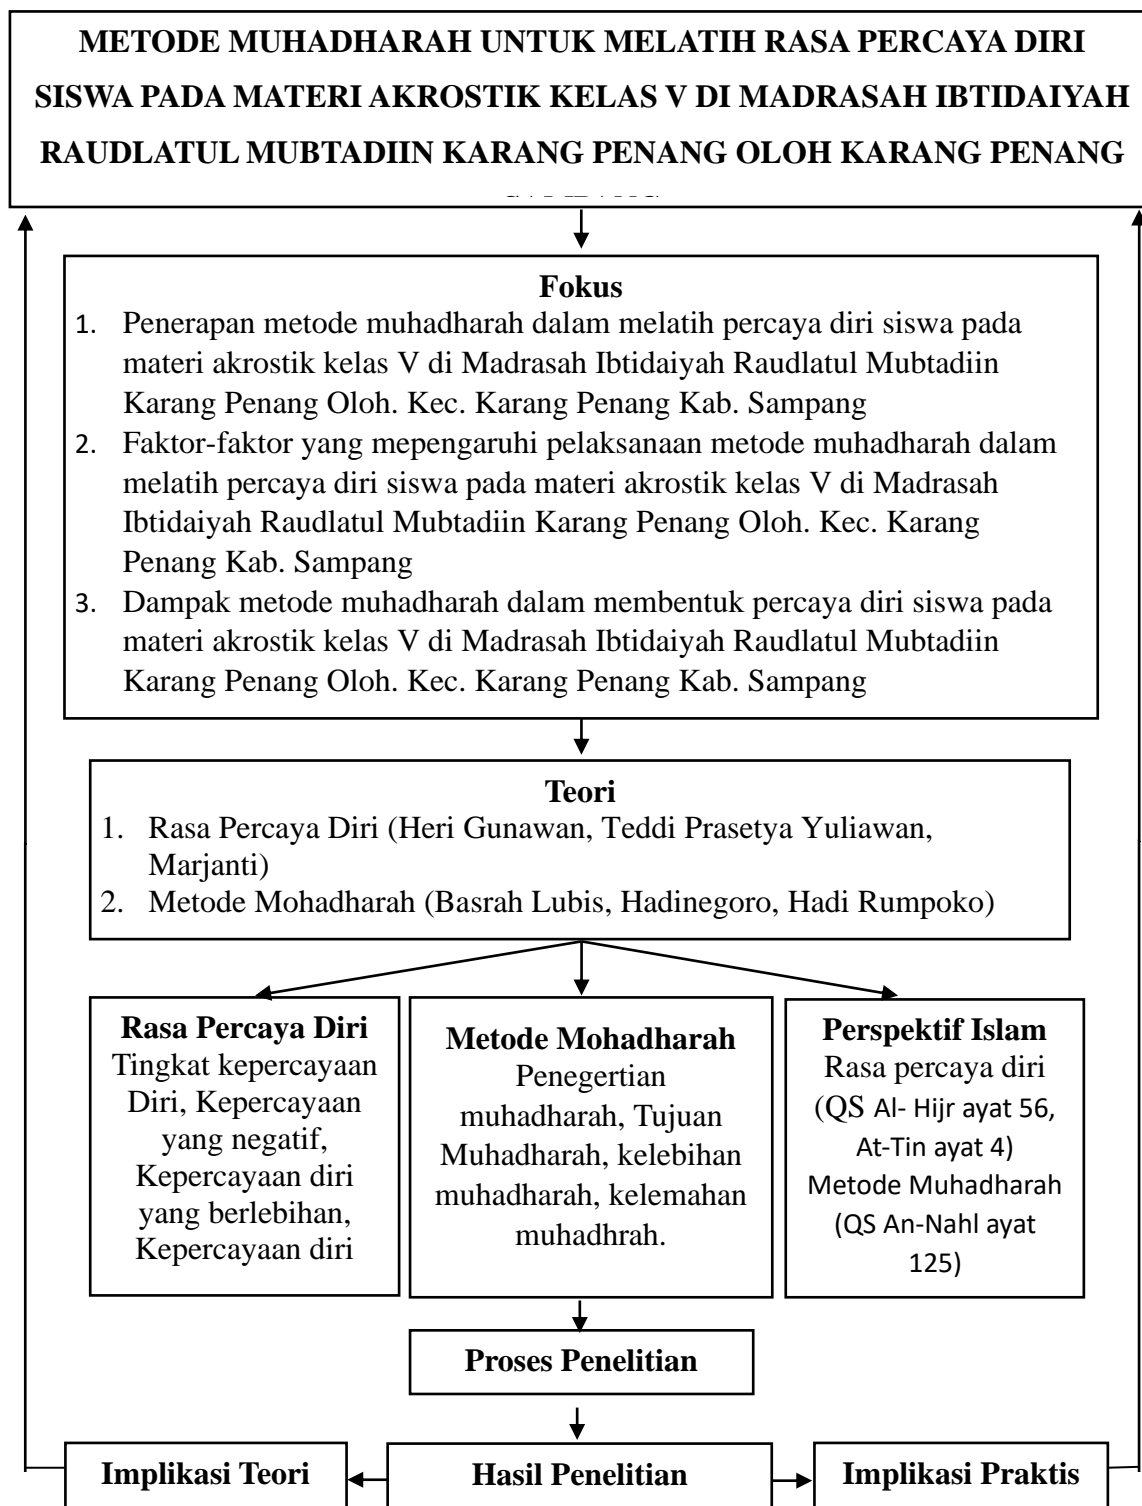 METODE MUHADHARAH UNTUK MELATIH RASA PERCAYA DIRI
SISWA PADA MATERI AKROSTIK KELAS V DI MADRASAH IBTIDAIYAH
RAUDLATUL MUBTADIIN KARANG PENANG OLOH KARANG PENANG
Fokus
1. Penerapan metode muhadharah dalam melatih percaya diri siswa pada
materi akrostik kelas V di Madrasah Ibtidaiyah Raudlatul Mubtadiin
Karang Penang Oloh. Kec. Karang Penang Kab. Sampang
2. Faktor-faktor yang mepengaruhi pelaksanaan metode muhadharah dalam
melatih percaya diri siswa pada materi akrostik kelas V di Madrasah
Ibtidaiyah Raudlatul Mubtadiin Karang Penang Oloh. Kec. Karang
Penang Kab. Sampang
3. Dampak metode muhadharah dalam membentuk percaya diri siswa pada
materi akrostik kelas V di Madrasah Ibtidaiyah Raudlatul Mubtadiin
Karang Penang Oloh. Kec. Karang Penang Kab. Sampang
Teori
1. Rasa Percaya Diri (Heri Gunawan, Teddi Prasetya Yuliawan,
Marjanti)
2. Metode Mohadharah (Basrah Lubis, Hadinegoro, Hadi Rumpoko)
Rasa Percaya Diri
Tingkat kepercayaan
Diri, Kepercayaan
yang negatif,
Kepercayaan diri
yang berlebihan,
Kepercayaan diri
Metode Mohadharah
Penegertian
muhadharah, Tujuan
Muhadharah, kelebihan
muhadharah, kelemahan
muhadhrah.
Perspektif Islam
Rasa percaya diri
(QS Al- Hijr ayat 56,
At-Tin ayat 4)
Metode Muhadharah
(QS An-Nahl ayat
125)
Proses Penelitian
Implikasi Teori
Hasil Penelitian
Implikasi Praktis